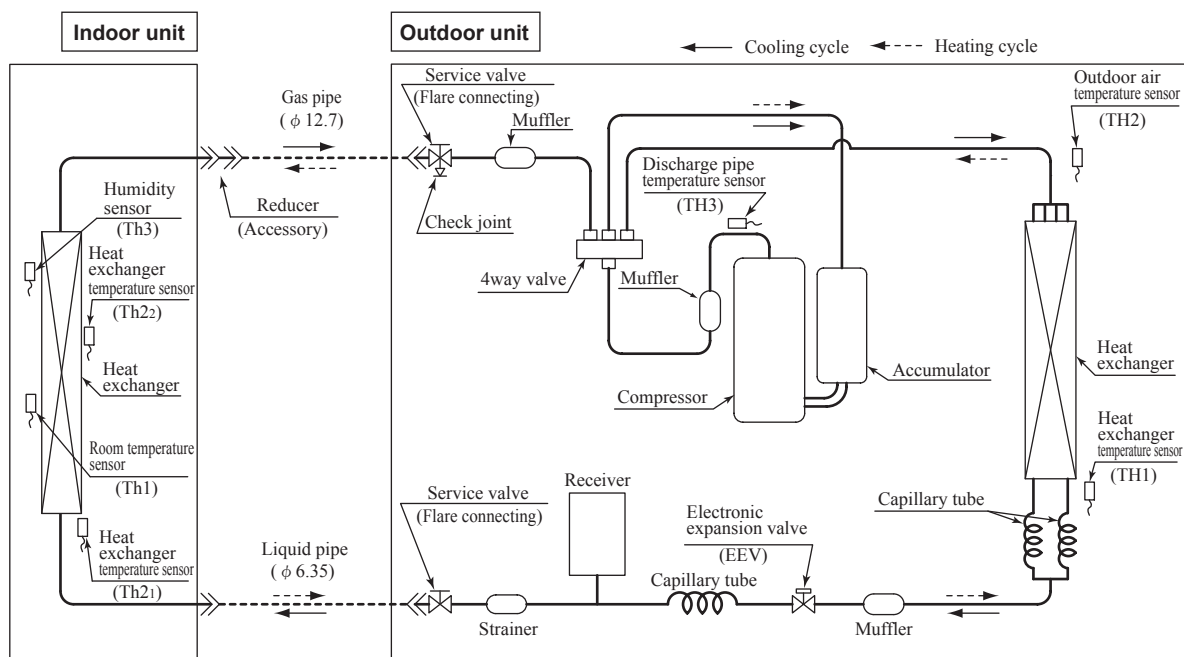 Indoor unit
Outdoor unit
Cooling cycle
Heating cycle
Service valve
(Flare connecting)
Gas pipe
( φ 12.7)
Muffler
Outdoor air
temperature sensor
(TH2)
Discharge pipe
temperature sensor
(TH3)
Humidity
sensor
(Th3)
Reducer
(Accessory)
Check joint
Heat
exchanger
temperature sensor
(Th2₂)
4way valve
Muffler
Heat
exchanger
Accumulator
Compressor
Heat
exchanger
Room temperature
sensor
(Th1)
Heat
exchanger
temperature sensor
(TH1)
Service valve
(Flare connecting)
Receiver
Electronic
expansion valve
(EEV)
Capillary tube
Heat
exchanger
temperature sensor
(Th2₁)
Liquid pipe
( φ 6.35)
Capillary tube
Strainer
Muffler